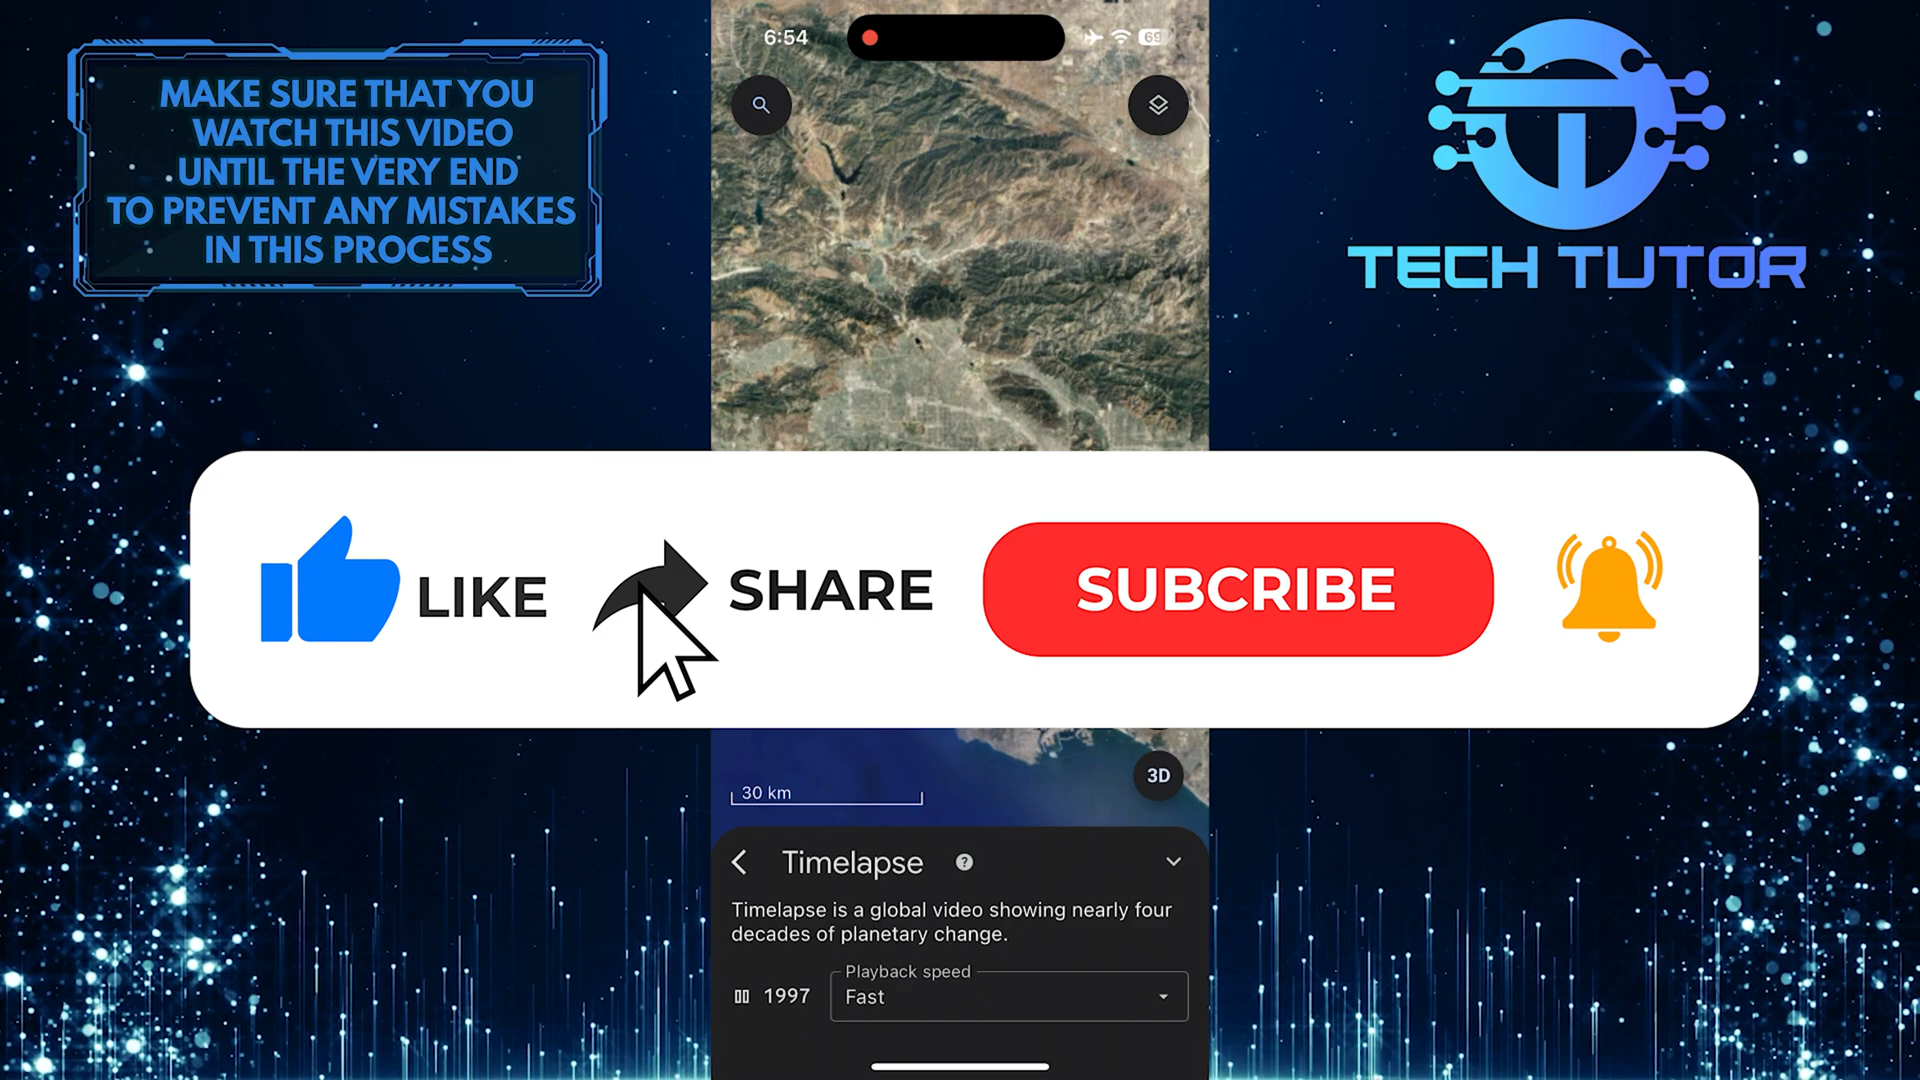 MAKE SURE THAT YOU
WATCH THIS VIDEO
UNTIL THE VERY END
TO PREVENT ANY MISTAKES
IN THIS PROCESS
6:54
69
TECH TUTOR
LIKE
SHARE
SUBCRIBE
30 km
3D
Timelapse
?
Timelapse is a global video showing nearly four
decades of planetary change.
Playback speed
1997
Fast